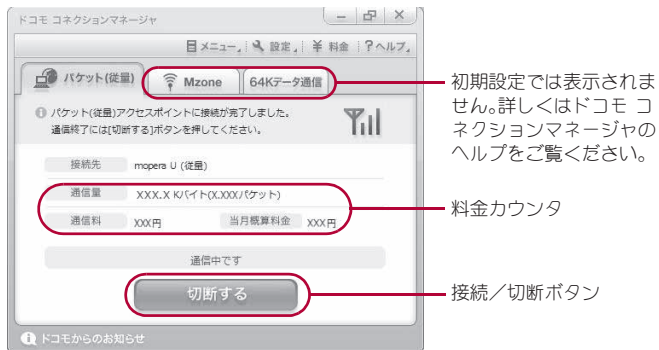 ドコモ コネクションマネージャ
メニュー 設定 ¥ 料金 ?ヘルプ
パケット(従量) Mzone 64Kデータ通信
パケット(従量)アクセスポイントに接続が完了しました。
通信終了には[切断する]ボタンを押してください。
接続先 mopera U (従量)
通信量 XXX.X Kバイト(X,XXXパケット)
通信料 XXX円 当月概算料金 XXX円
通信中です
切断する
ドコモからのお知らせ
初期設定では表示されま
せん。詳しくはドコモ コ
ネクションマネージャの
ヘルプをご覧ください。
料金カウンタ
接続／切断ボタン